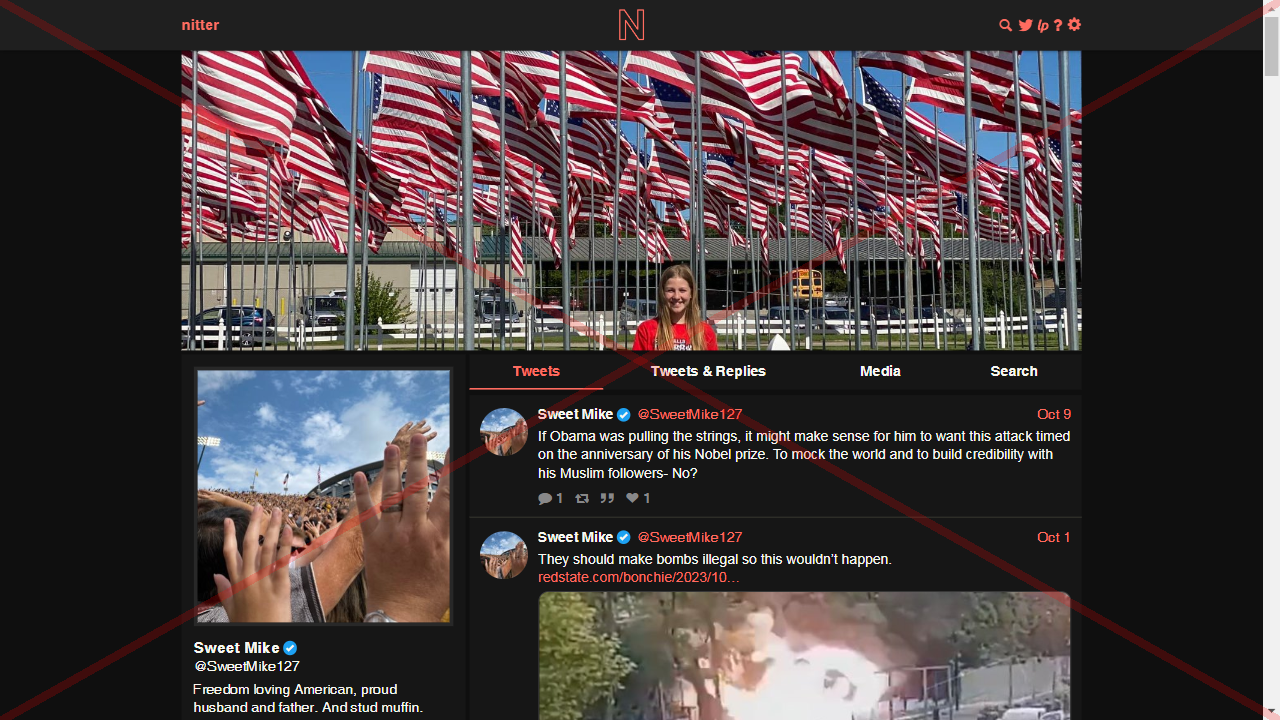 nitter
N
lp ?
Tweets
Tweets & Replies
Media
Search
Sweet Mike @SweetMike127 Oct 9
If Obama was pulling the strings, it might make sense for him to want this attack timed
on the anniversary of his Nobel prize. To mock the world and to build credibility with
his Muslim followers- No?
1 1
Sweet Mike @SweetMike127 Oct 1
They should make bombs illegal so this wouldn’t happen.
redstate.com/bonchie/2023/10…
Sweet Mike
@SweetMike127
Freedom loving American, proud
husband and father. And stud muffin.